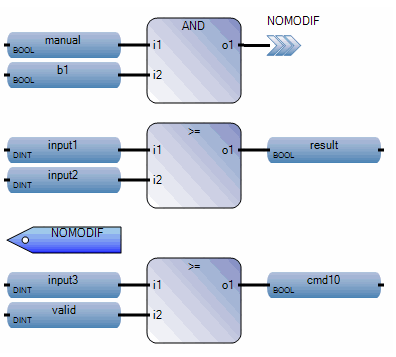 NOMODIF
AND
manual
BOOL
i1
o1
b1
BOOL
i2
>=
input1
DINT
i1
o1
result
BOOL
input2
DINT
i2
NOMODIF
>=
input3
DINT
i1
o1
cmd10
BOOL
valid
DINT
i2